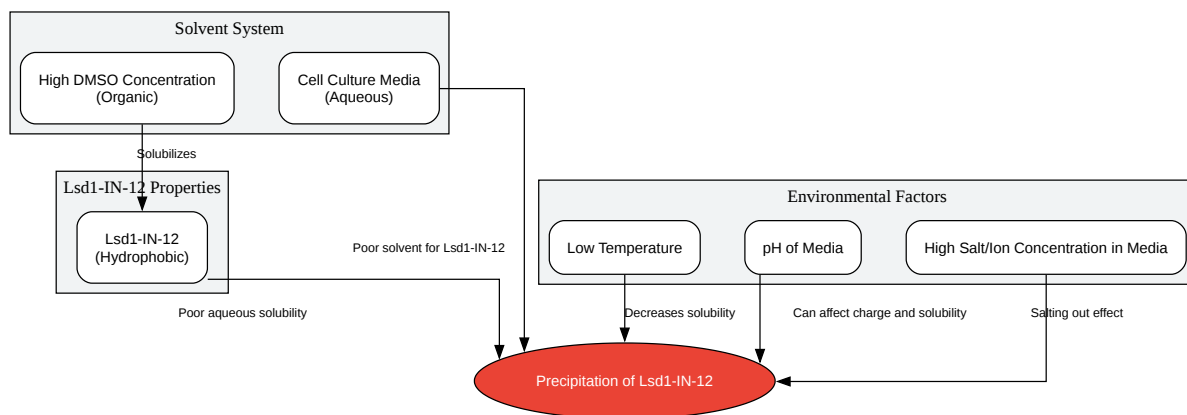 Solvent System
High DMSO Concentration
(Organic)
Cell Culture Media
(Aqueous)
Solubilizes
Lsd1-IN-12 Properties
Lsd1-IN-12
(Hydrophobic)
Environmental Factors
Low Temperature
pH of Media
High Salt/Ion Concentration in Media
Poor solvent for Lsd1-IN-12
Poor aqueous solubility
Decreases solubility
Can affect charge and solubility
Salting out effect
Precipitation of Lsd1-IN-12